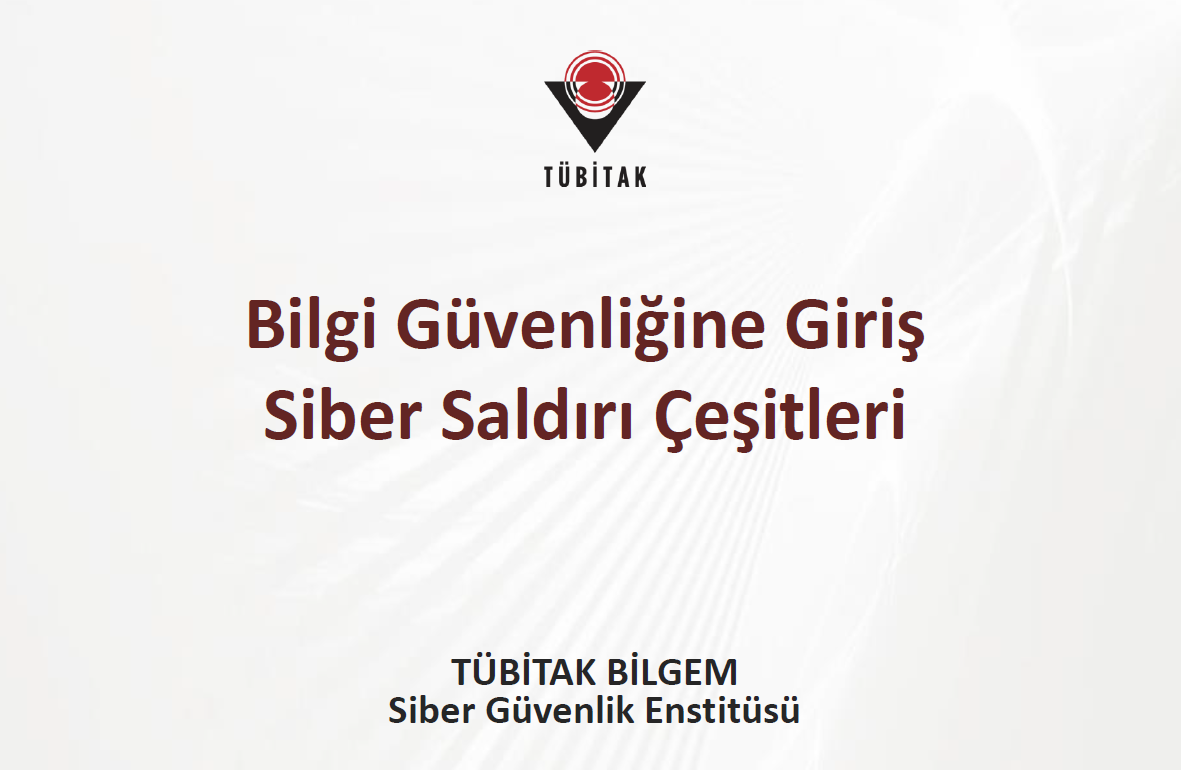 TÜBİTAK
Bilgi Güvenliğine Giriş
Siber Saldırı Çeşitleri
TÜBİTAK BİLGEM
Siber Güvenlik Enstitüsü